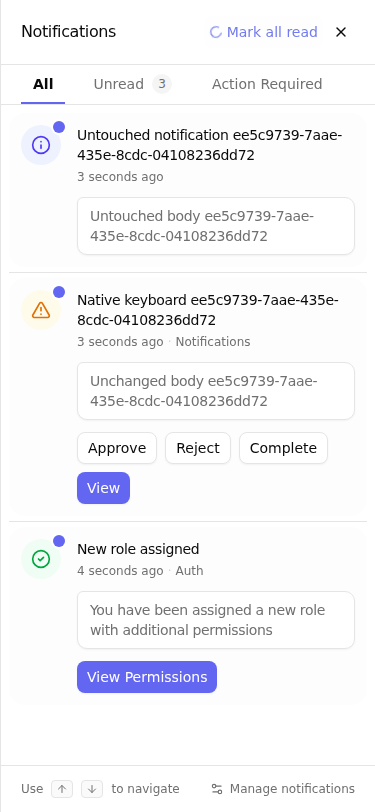 Notifications
Mark all read
All
Unread 3
Action Required
Untouched notification ee5c9739-7aae-
435e-8cdc-04108236dd72
3 seconds ago
Untouched body ee5c9739-7aae-
435e-8cdc-04108236dd72
Native keyboard ee5c9739-7aae-435e-
8cdc-04108236dd72
3 seconds ago · Notifications
Unchanged body ee5c9739-7aae-
435e-8cdc-04108236dd72
Approve
Reject
Complete
View
New role assigned
4 seconds ago · Auth
You have been assigned a new role
with additional permissions
View Permissions
Use ↑ ↓ to navigate
Manage notifications